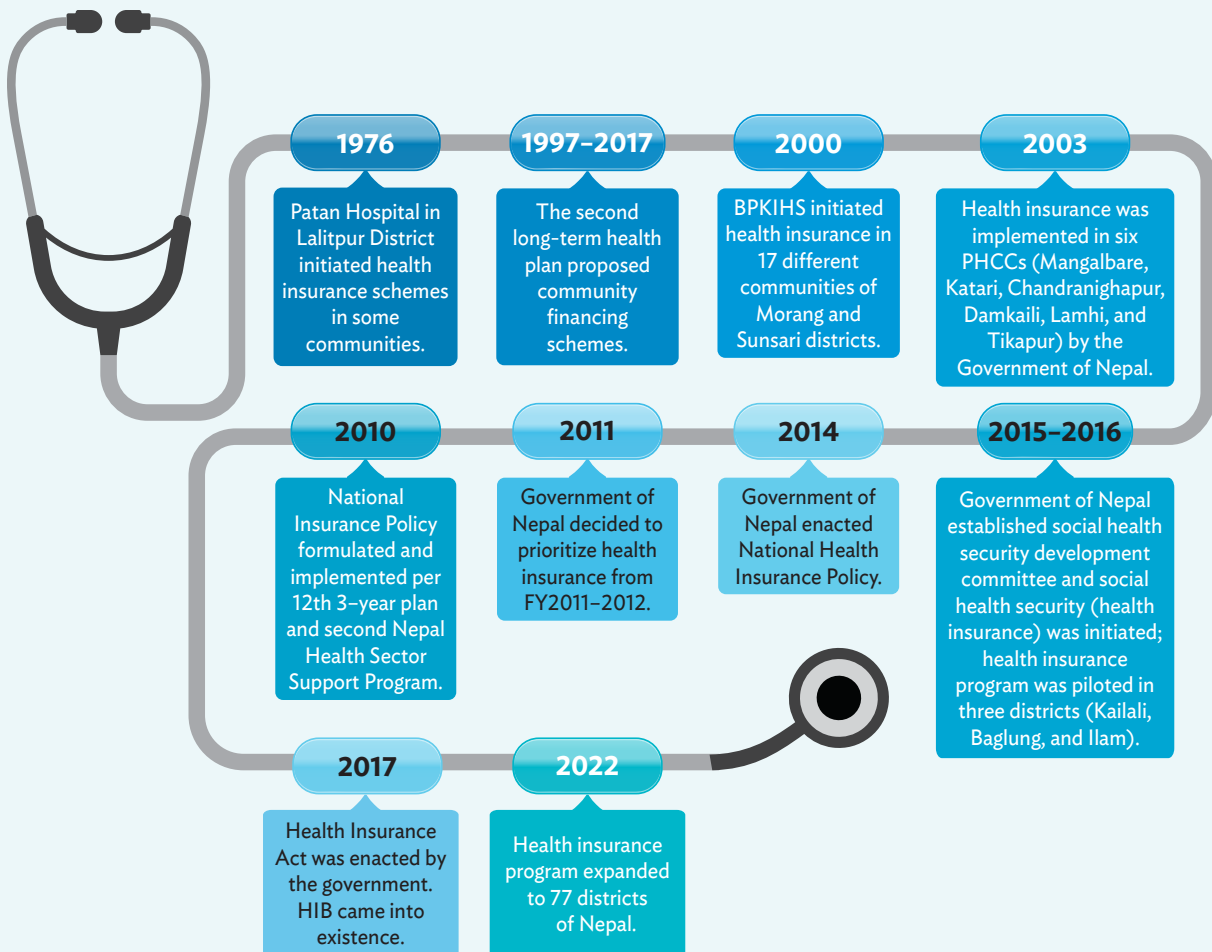 1976
Patan Hospital in
Lalitpur District
initiated health
insurance schemes
in some
communities.
1997–2017
The second
long-term health
plan proposed
community
financing
schemes.
2000
BPKIHS initiated
health insurance in
17 different
communities of
Morang and
Sunsari districts.
2003
Health insurance was
implemented in six
PHCCs (Mangalbare,
Katari, Chandranighapur,
Damkaili, Lamhi, and
Tikapur) by the
Government of Nepal.
2010
National
Insurance Policy
formulated and
implemented per
12th 3-year plan
and second Nepal
Health Sector
Support Program.
2011
Government of
Nepal decided to
prioritize health
insurance from
FY2011–2012.
2014
Government of
Nepal enacted
National Health
Insurance Policy.
2015–2016
Government of Nepal
established social health
security development
committee and social
health security (health
insurance) was initiated;
health insurance
program was piloted in
three districts (Kailali,
Baglung, and Ilam).
2017
Health Insurance
Act was enacted by
the government.
HIB came into
existence.
2022
Health insurance
program expanded
to 77 districts
of Nepal.